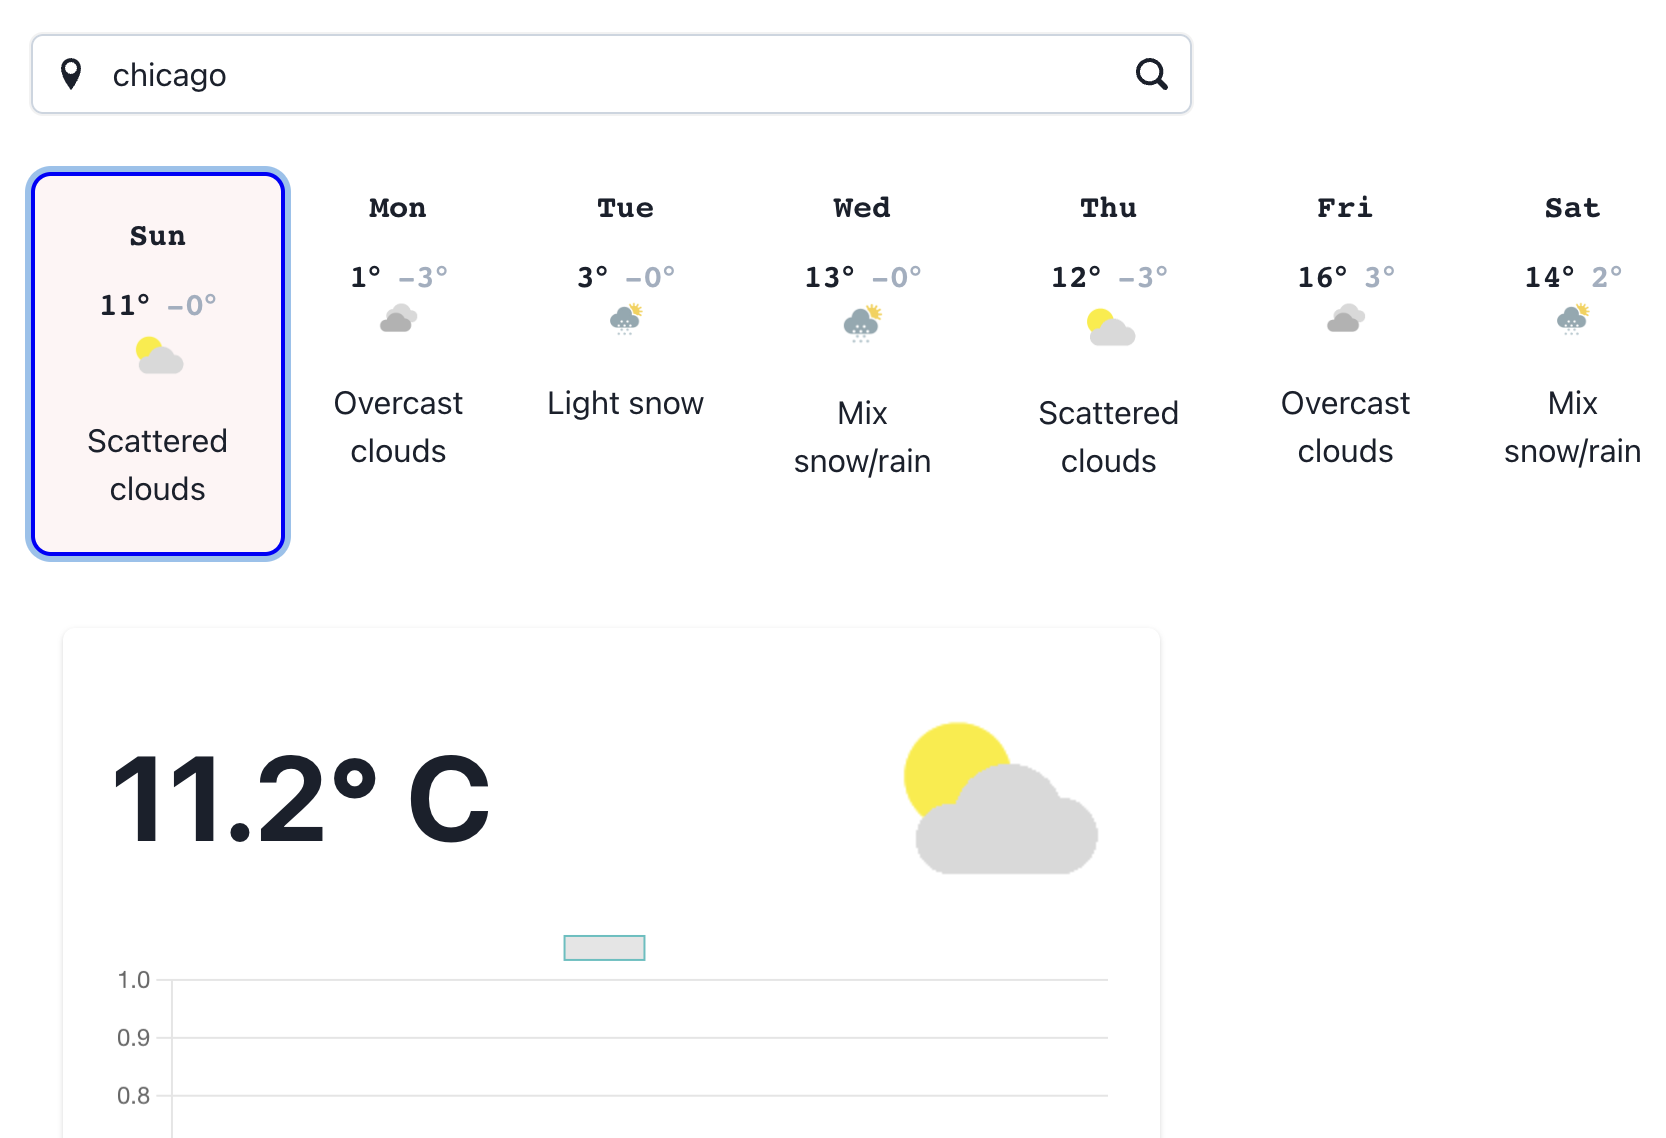 chicago
Sun
11° −0°
Scattered
clouds
Mon
1° −3°
Overcast
clouds
Tue
3° −0°
Light snow
Wed
13° −0°
Mix
snow/rain
Thu
12° −3°
Scattered
clouds
Fri
16° 3°
Overcast
clouds
Sat
14° 2°
Mix
snow/rain
11.2° C
1.0
0.9
0.8